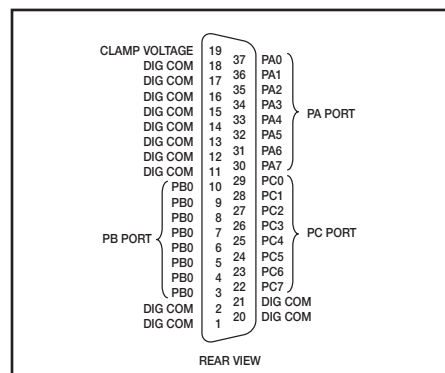 CLAMP VOLTAGE 19
DIG COM 18
DIG COM 17
DIG COM 16
DIG COM 15
DIG COM 14
DIG COM 13
DIG COM 12
DIG COM 11
PB0 10
PB0 9
PB0 8
PB0 7
PB0 6
PB0 5
PB0 4
PB0 3
DIG COM 2
DIG COM 1
PB PORT
37 PA0
36 PA1
35 PA2
34 PA3
33 PA4
32 PA5
31 PA6
30 PA7
29 PC0
28 PC1
27 PC2
26 PC3
25 PC4
24 PC5
23 PC6
22 PC7
21 DIG COM
20 DIG COM
PA PORT
PC PORT
REAR VIEW